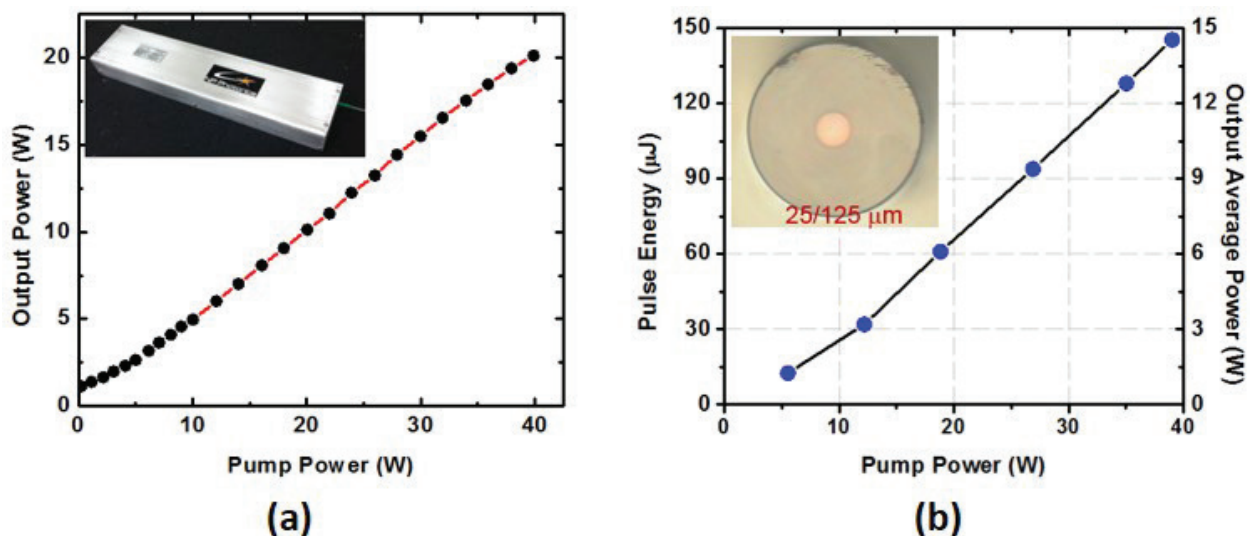 20
15
10
5
0
Output Power (W)
0 10 20 30 40
Pump Power (W)
(a)
150
120
90
60
30
0
Pulse Energy (µJ)
25/125 µm
15
12
9
6
3
0
Output Average Power (W)
0 10 20 30 40
Pump Power (W)
(b)